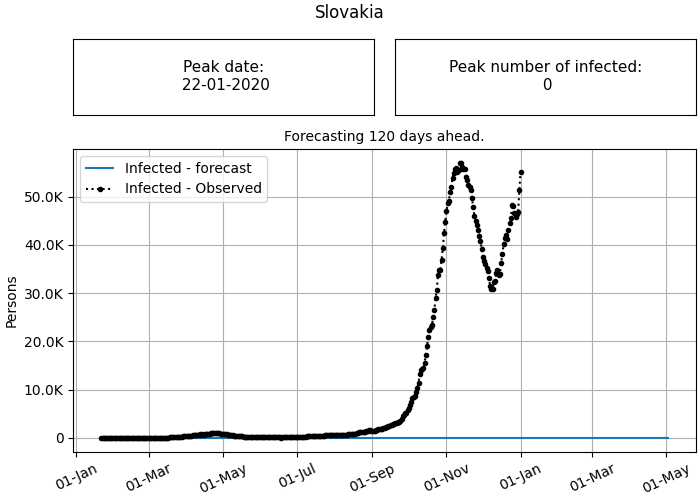 Slovakia
Peak date:
22-01-2020
Peak number of infected:
0
Forecasting 120 days ahead.
Infected - forecast
Infected - Observed
Persons
50.0K
40.0K
30.0K
20.0K
10.0K
0
01-Jan
01-Mar
01-May
01-Jul
01-Sep
01-Nov
01-Jan
01-Mar
01-May